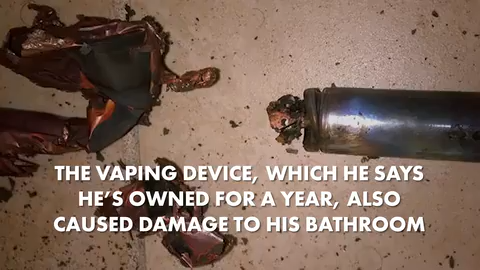 THE VAPING DEVICE, WHICH HE SAYS
HE'S OWNED FOR A YEAR, ALSO
CAUSED DAMAGE TO HIS BATHROOM